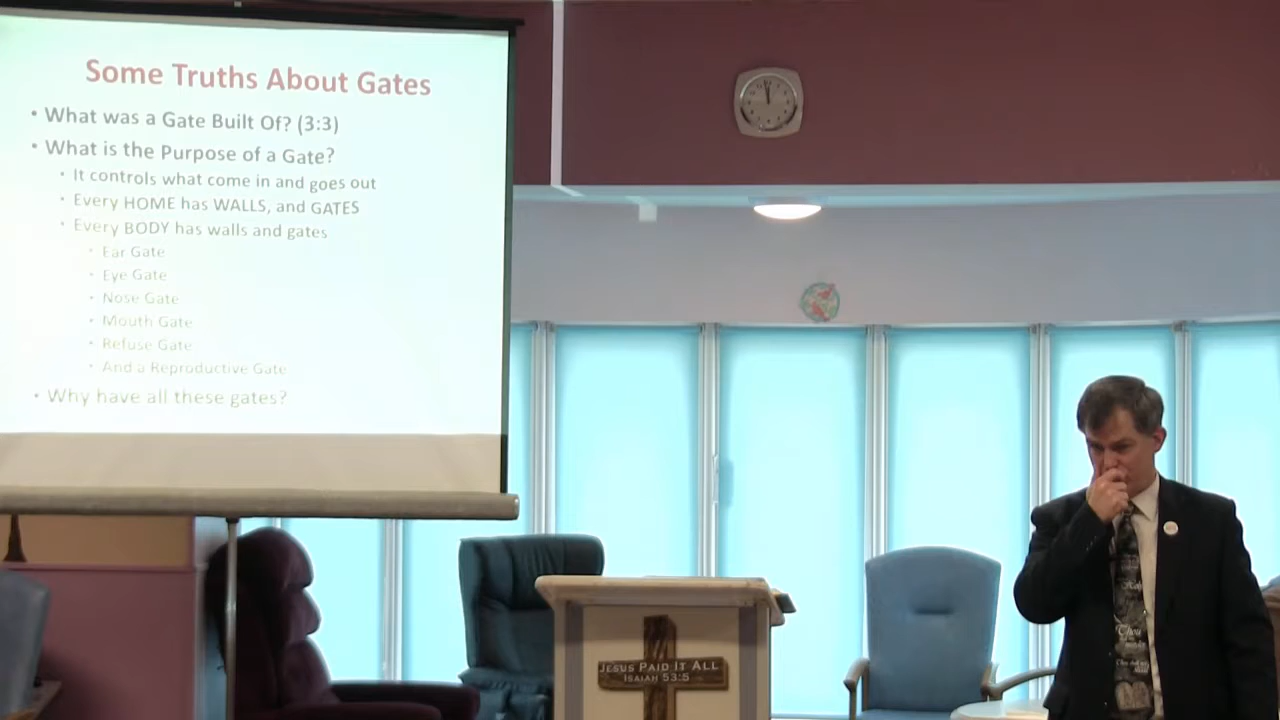 Some Truths About Gates
• What was a Gate Built Of? (3:3)
• What is the Purpose of a Gate?
• It controls what come in and goes out
• Every HOME has WALLS, and GATES
• Every BODY has walls and gates
• Ear Gate
• Eye Gate
• Nose Gate
• Mouth Gate
• Refuse Gate
• And a Reproductive Gate
• Why have all these gates?
JESUS PAID IT ALL
ISAIAH 53:5
Thou